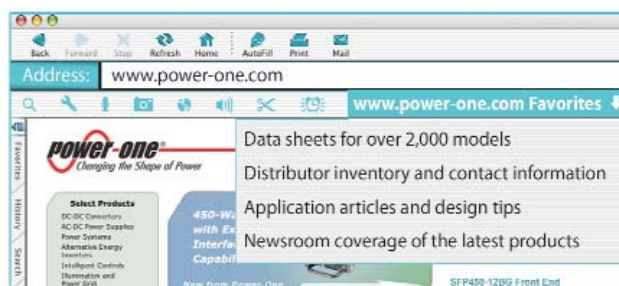 Back Forward Stop Refresh Home AutoFill Print Mail
Address: www.power-one.com
www.power-one.com Favorites
Favorites
History
Search
power-one®
Changing the Shape of Power
Data sheets for over 2,000 models
Distributor inventory and contact information
Application articles and design tips
Newsroom coverage of the latest products
Select Products
DC-DC Converters
AC-DC Power Supplies
Power Systems
Alternative Energy
Inverters
Intelligent Controls
Illumination and
Power Grid
450-Wa
with Ex
Interfa
Capabil
New from Power-One
SFP450-12BG Front End